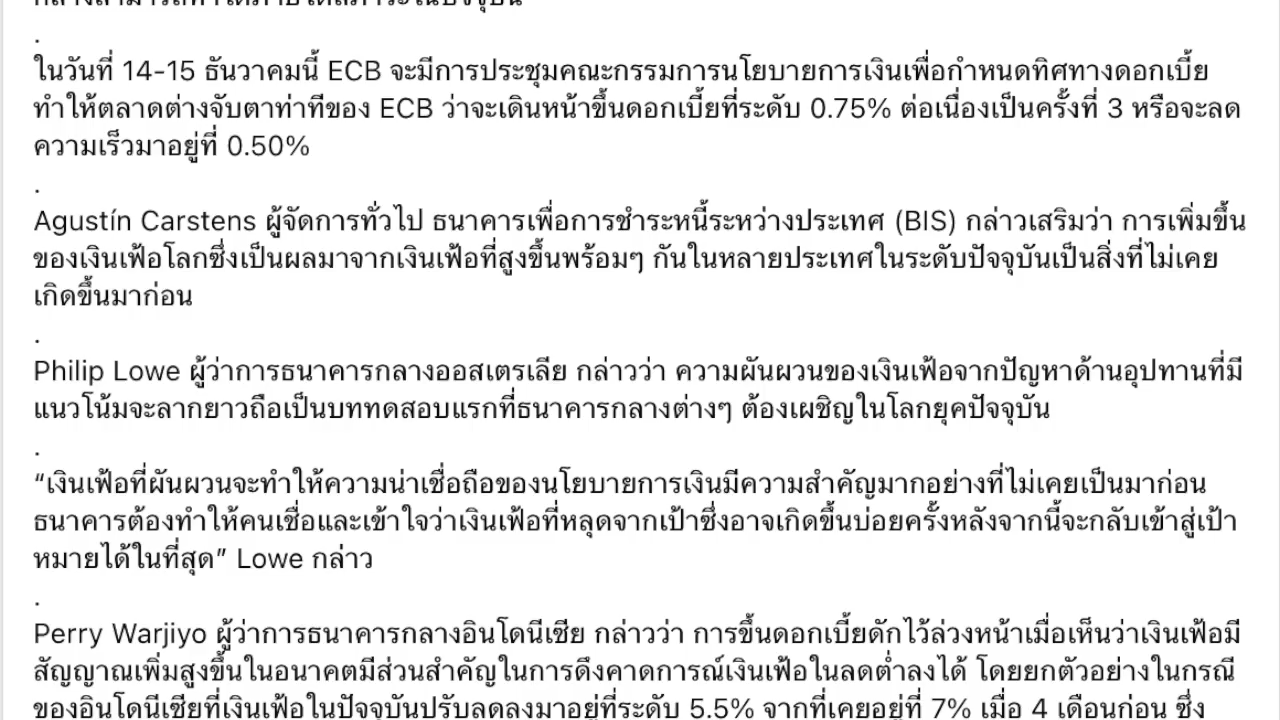 .
ในวันที่ 14-15 ธันวาคมนี้ ECB จะมีการประชุมคณะกรรมการนโยบายการเงินเพื่อกำหนดทิศทางดอกเบี้ย
ทำให้ตลาดต่างจับตาท่าทีของ ECB ว่าจะเดินหน้าขึ้นดอกเบี้ยที่ระดับ 0.75% ต่อเนื่องเป็นครั้งที่ 3 หรือจะลด
ความเร็วมาอยู่ที่ 0.50%
.
Agustín Carstens ผู้จัดการทั่วไป ธนาคารเพื่อการชำระหนี้ระหว่างประเทศ (BIS) กล่าวเสริมว่า การเพิ่มขึ้น
ของเงินเฟ้อโลกซึ่งเป็นผลมาจากเงินเฟ้อที่สูงขึ้นพร้อมๆ กันในหลายประเทศในระดับปัจจุบันเป็นสิ่งที่ไม่เคย
เกิดขึ้นมาก่อน
.
Philip Lowe ผู้ว่าการธนาคารกลางออสเตรเลีย กล่าวว่า ความผันผวนของเงินเฟ้อจากปัญหาด้านอุปทานที่มี
แนวโน้มจะลากยาวถือเป็นบททดสอบแรกที่ธนาคารกลางต่างๆ ต้องเผชิญในโลกยุคปัจจุบัน
.
“เงินเฟ้อที่ผันผวนจะทำให้ความน่าเชื่อถือของนโยบายการเงินมีความสำคัญมากอย่างที่ไม่เคยเป็นมาก่อน
ธนาคารต้องทำให้คนเชื่อและเข้าใจว่าเงินเฟ้อที่หลุดจากเป้าซึ่งอาจเกิดขึ้นบ่อยครั้งหลังจากนี้จะกลับเข้าสู่เป้า
หมายได้ในที่สุด” Lowe กล่าว
.
Perry Warjiyo ผู้ว่าการธนาคารกลางอินโดนีเซีย กล่าวว่า การขึ้นดอกเบี้ยดักไว้ล่วงหน้าเมื่อเห็นว่าเงินเฟ้อมี
สัญญาณเพิ่มสูงขึ้นในอนาคตมีส่วนสำคัญในการดึงคาดการณ์เงินเฟ้อในลดต่ำลงได้ โดยยกตัวอย่างในกรณี
ของอินโดนีเซียที่เงินเฟ้อในปัจจุบันปรับลดลงมาอยู่ที่ระดับ 5.5% จากที่เคยอยู่ที่ 7% เมื่อ 4 เดือนก่อน ซึ่ง